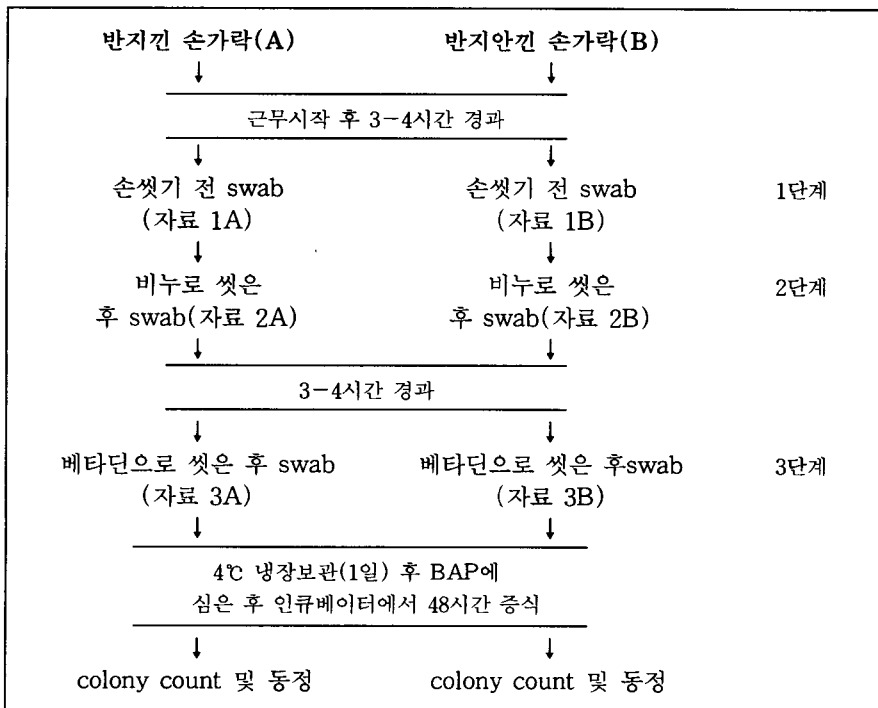 반지낀 손가락(A) 반지안낀 손가락(B)
근무시작 후 3-4시간 경과
손씻기 전 swab 손씻기 전 swab 1단계
(자료 1A) (자료 1B)
비누로 씻은 비누로 씻은 2단계
후 swab(자료 2A) 후 swab(자료 2B)
3-4시간 경과
베타딘으로 씻은 후 swab 베타딘으로 씻은 후swab 3단계
(자료 3A) (자료 3B)
4℃ 냉장보관(1일) 후 BAP에
심은 후 인큐베이터에서 48시간 증식
colony count 및 동정 colony count 및 동정